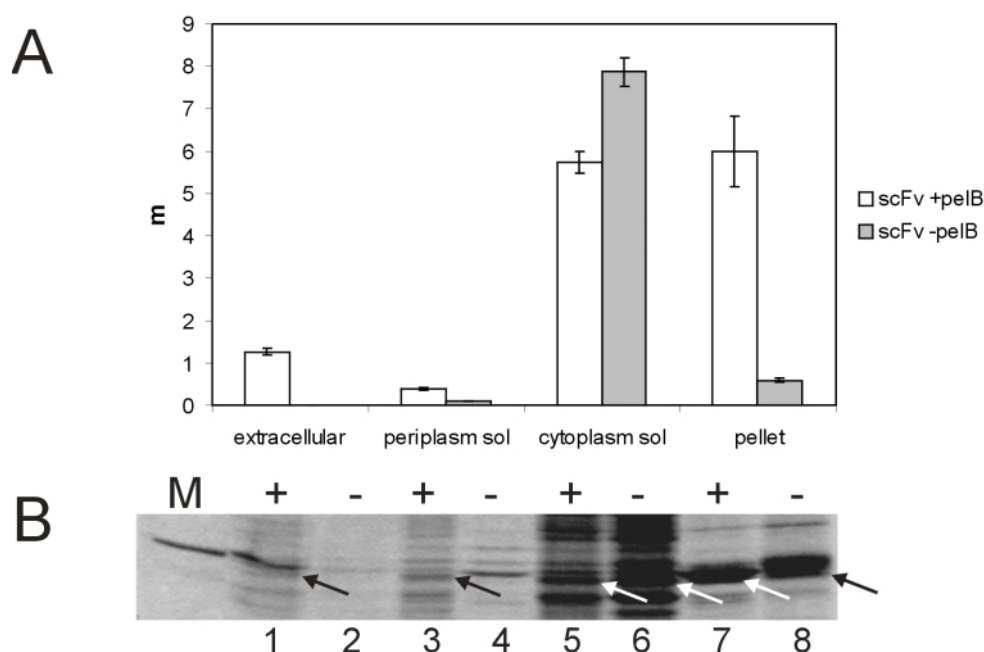 A
9
8
7
6
5
4
3
2
1
0
m
extracellular periplasm sol cytoplasm sol pellet
scFv +pelB
scFv -pelB
B
M + - + - + - + -
1 2 3 4 5 6 7 8